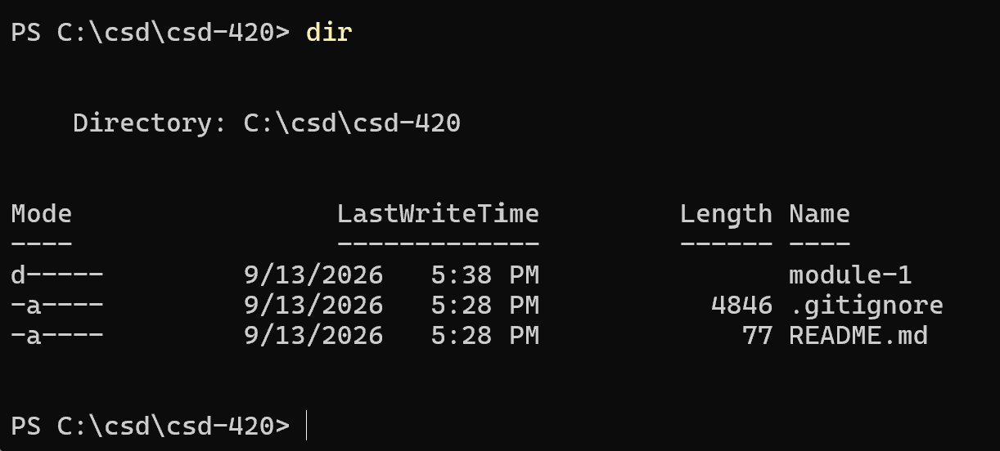 PS C:\csd\csd-420> dir
Directory: C:\csd\csd-420
Mode                 LastWriteTime         Length Name
----                 -------------         ------ ----
d-----         9/13/2026   5:38 PM                module-1
-a----         9/13/2026   5:28 PM           4846 .gitignore
-a----         9/13/2026   5:28 PM             77 README.md
PS C:\csd\csd-420>